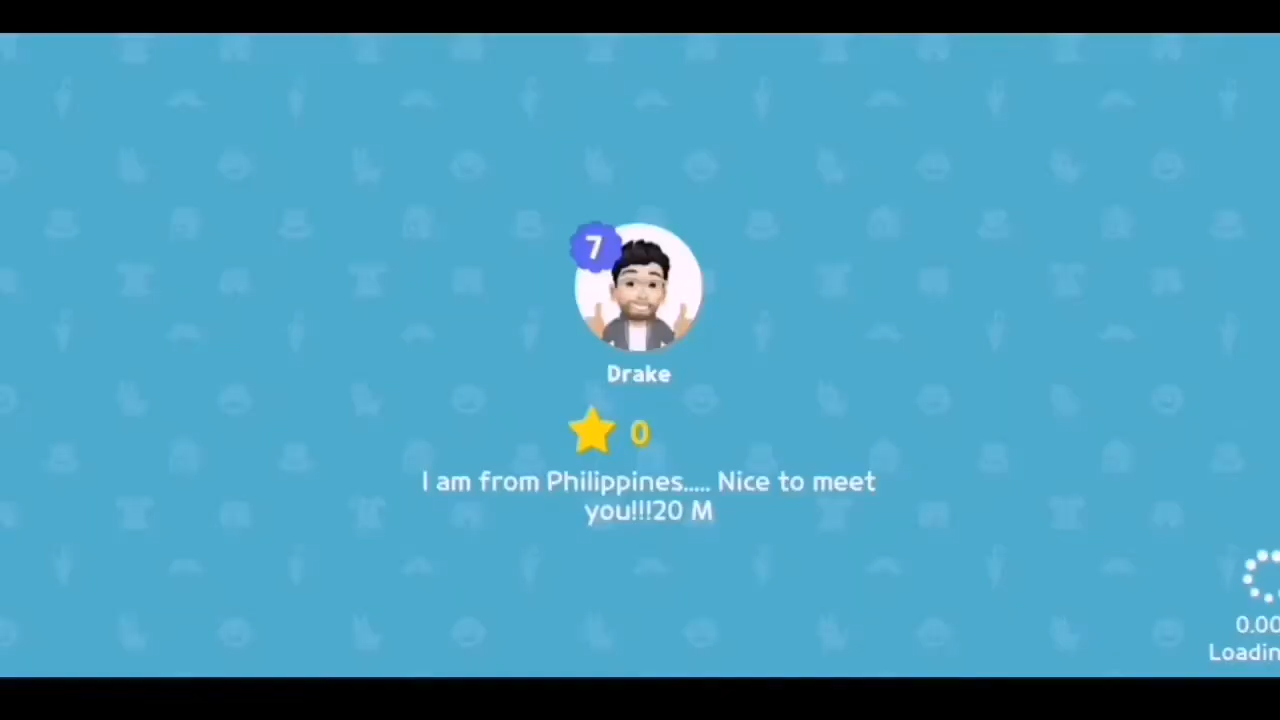 7
Drake
0
I am from Philippines..... Nice to meet
you!!!20 M
0.00
Loadin